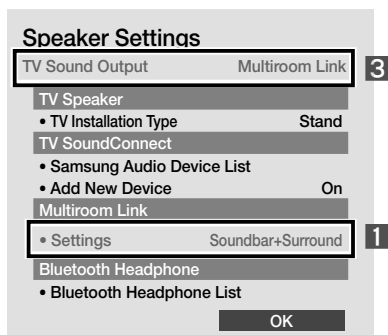 Speaker Settings
TV Sound Output Multiroom Link 3
TV Speaker
• TV Installation Type Stand
TV SoundConnect
• Samsung Audio Device List
• Add New Device On
Multiroom Link
• Settings Soundbar+Surround 1
Bluetooth Headphone
• Bluetooth Headphone List
OK